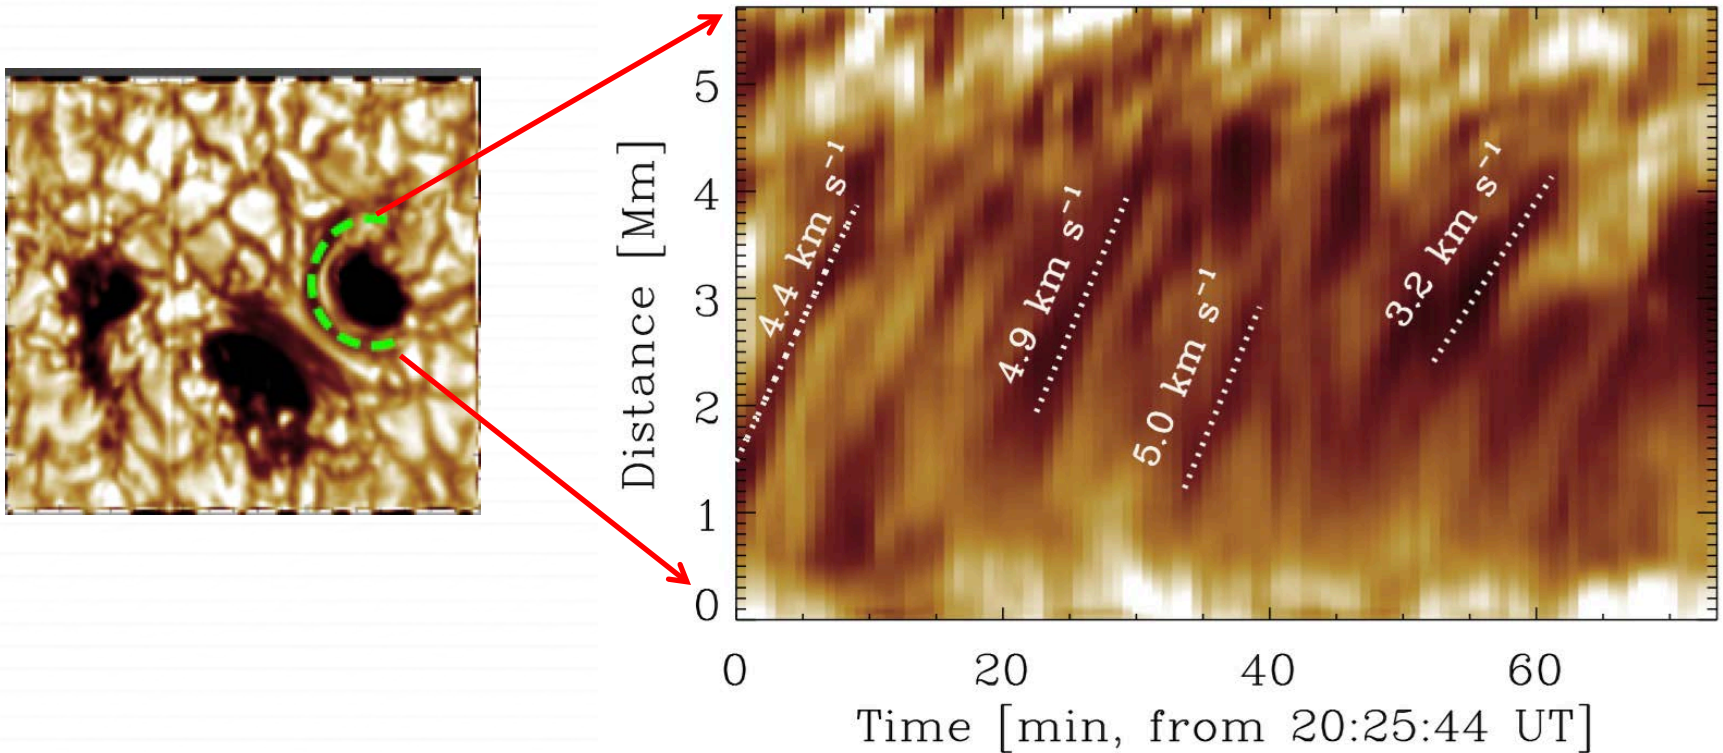 5
4
3
2
1
0
Distance [Mm]
4.4 km s⁻¹
4.9 km s⁻¹
5.0 km s⁻¹
3.2 km s⁻¹
0 20 40 60
Time [min, from 20:25:44 UT]